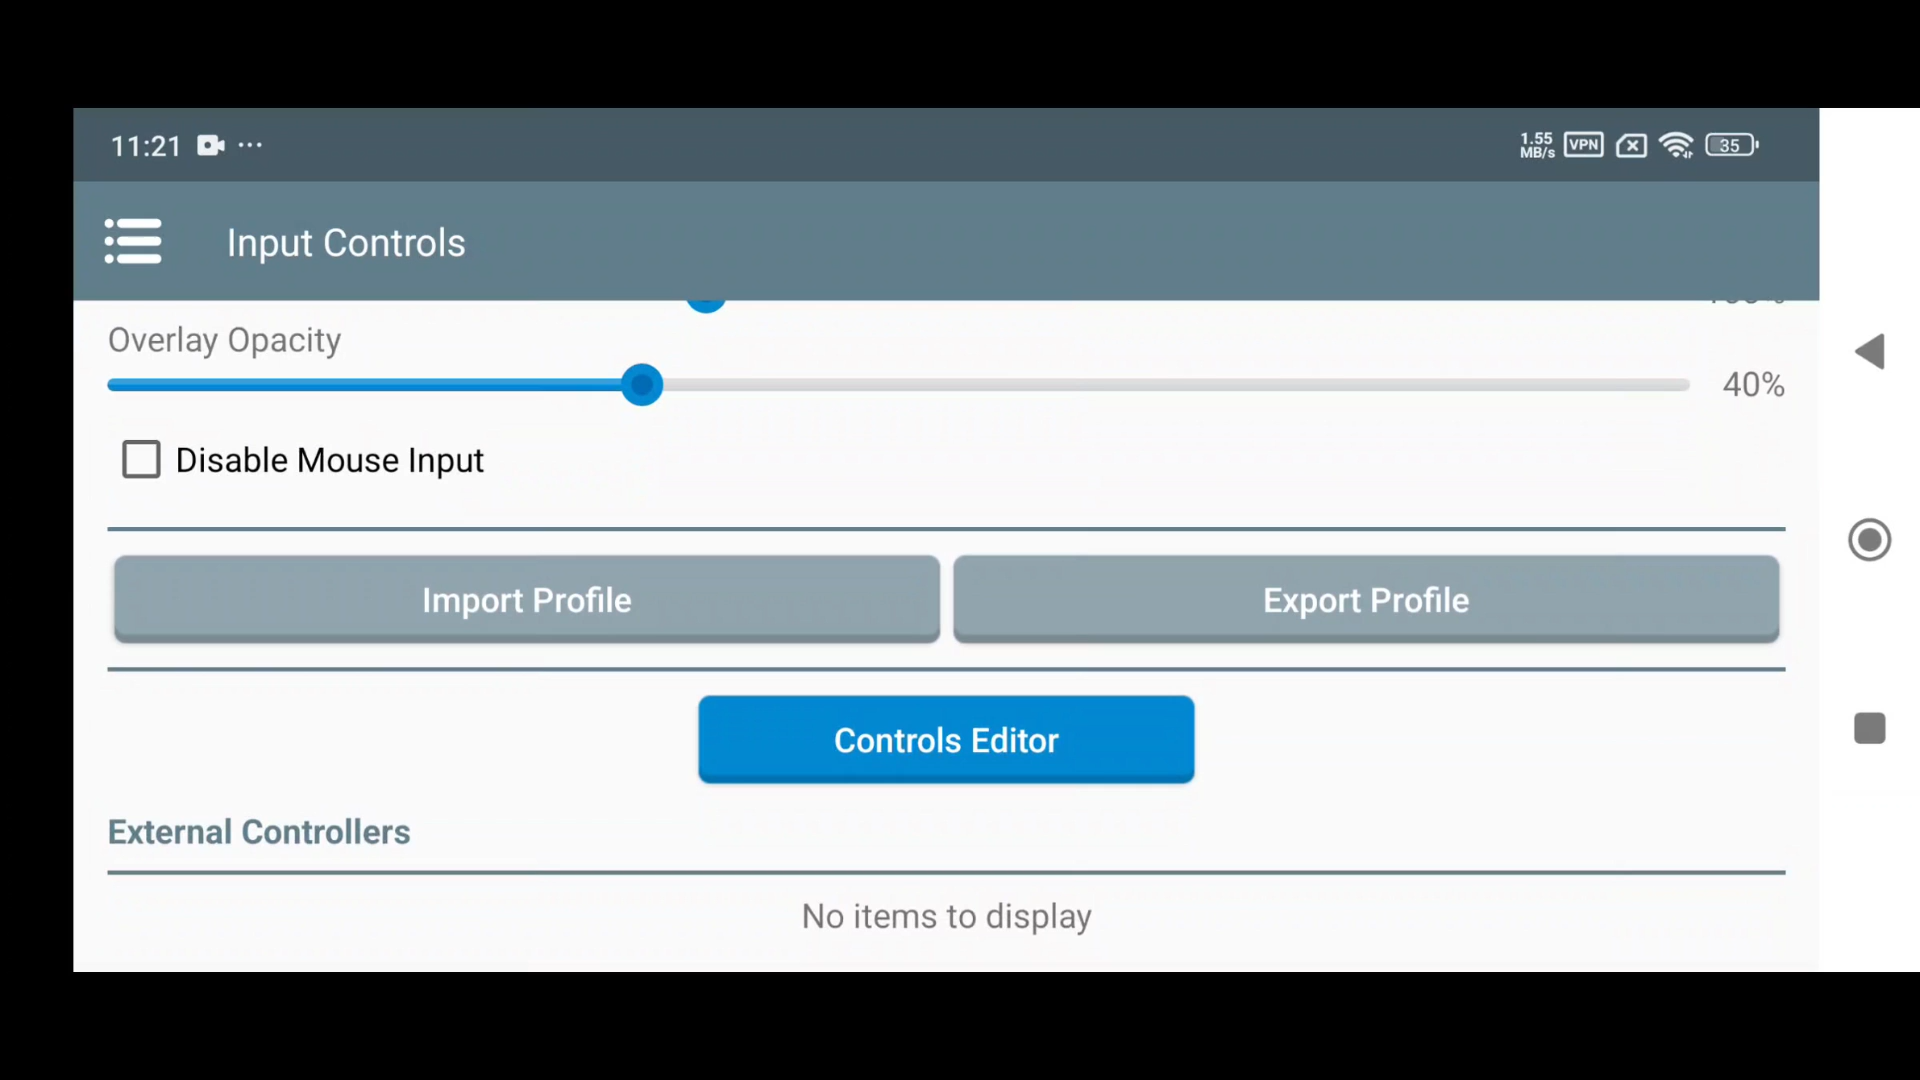 11:21 ...
1.55
MB/s
VPN
35
Input Controls
Overlay Opacity
40%
Disable Mouse Input
Import Profile
Export Profile
Controls Editor
External Controllers
No items to display